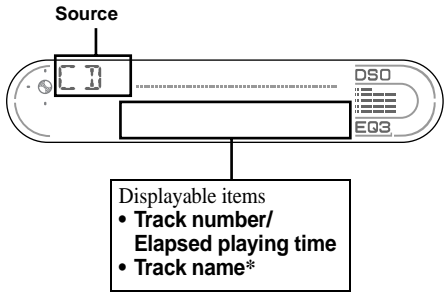 Source
CD
DSO
EQ3
Displayable items
• Track number/
Elapsed playing time
• Track name*